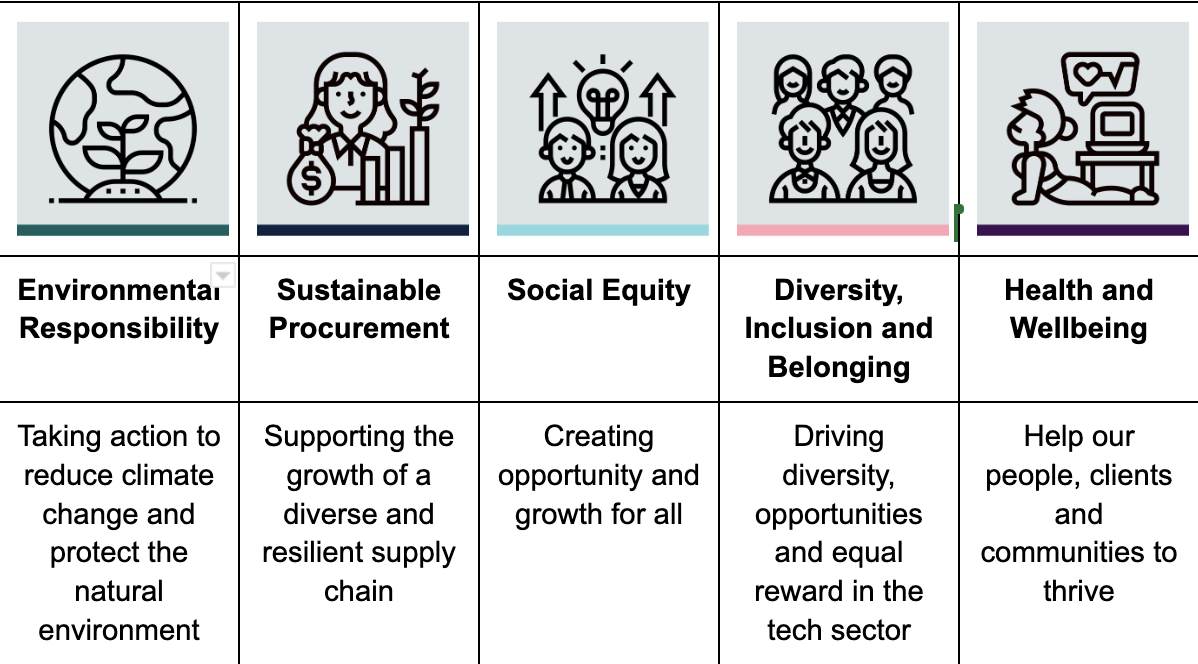 $
Environmental
Responsibility
Sustainable
Procurement
Social Equity
Diversity,
Inclusion and
Belonging
Health and
Wellbeing
Taking action to
reduce climate
change and
protect the
natural
environment
Supporting the
growth of a
diverse and
resilient supply
chain
Creating
opportunity and
growth for all
Driving
diversity,
opportunities
and equal
reward in the
tech sector
Help our
people, clients
and
communities to
thrive